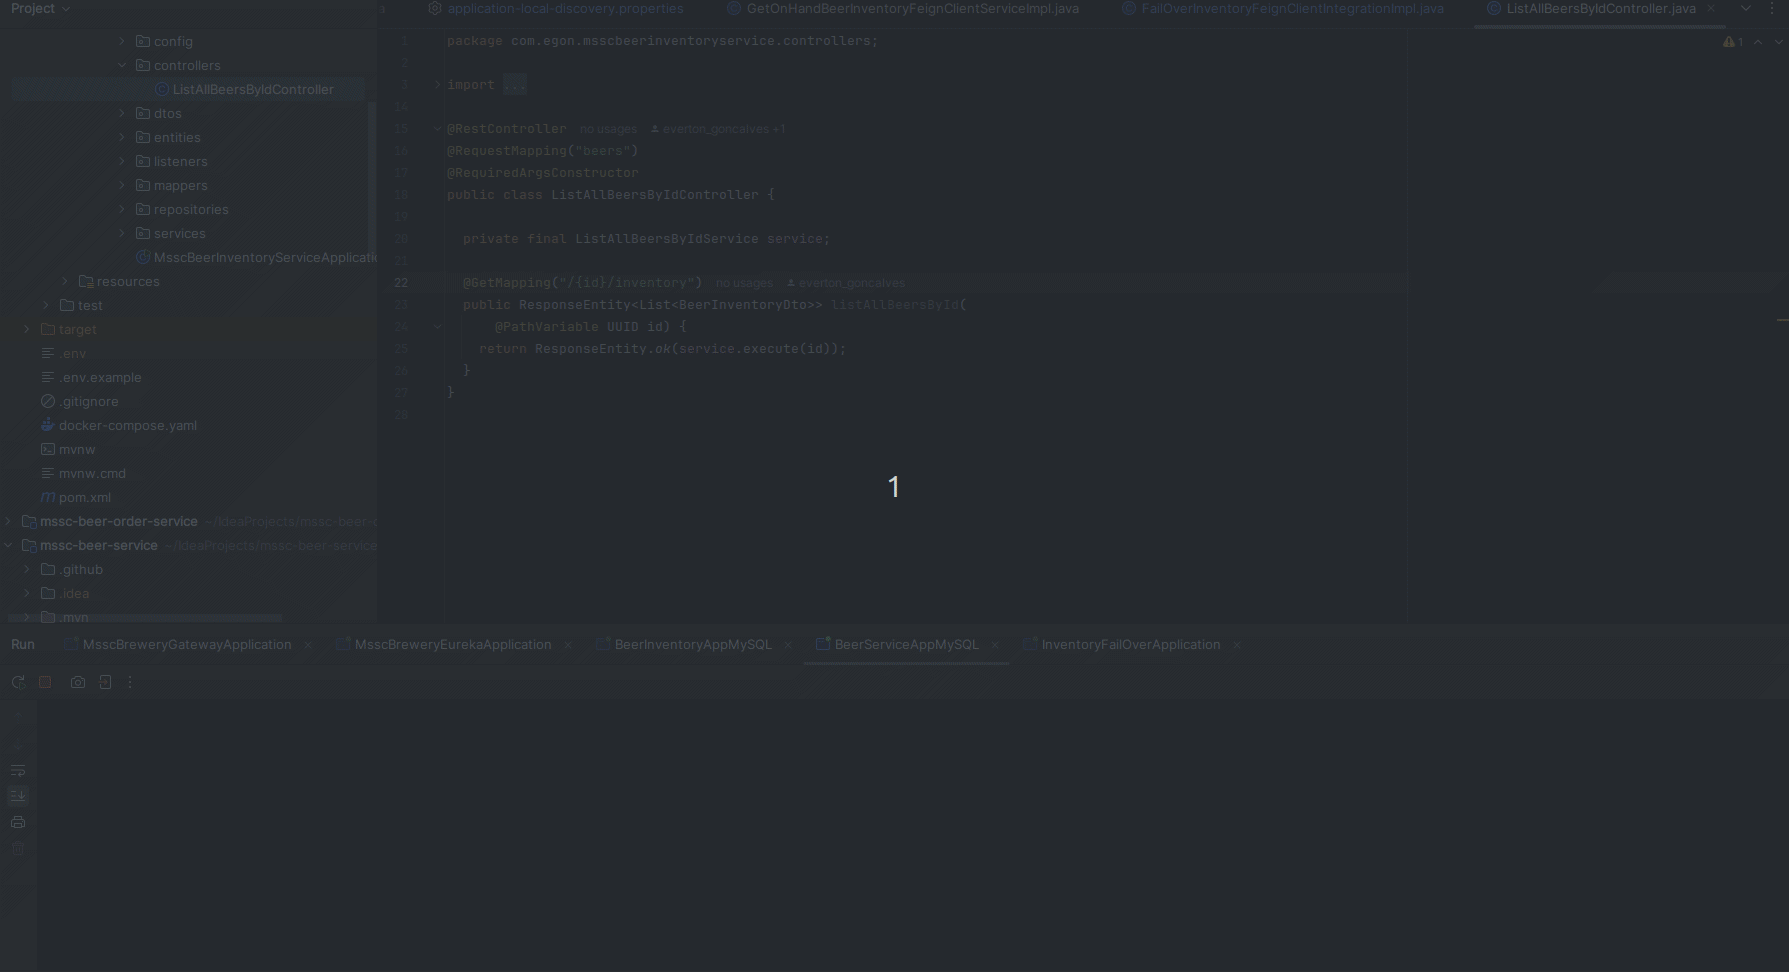 Project
application-local-discovery.properties
GetOnHandBeerInventoryFeignClientServiceImpl.java
FailOverInventoryFeignClientIntegrationImpl.java
ListAllBeersByIdController.java
config
controllers
ListAllBeersByIdController
dtos
entities
listeners
mappers
repositories
services
MsscBeerInventoryServiceApplicatio
resources
test
target
.env
.env.example
.gitignore
docker-compose.yaml
mvnw
mvnw.cmd
pom.xml
mssc-beer-order-service ~/IdeaProjects/mssc-beer-o
mssc-beer-service ~/IdeaProjects/mssc-beer-service
.github
.idea
.mvn
1 package com.egon.msscbeerinventoryservice.controllers;
1
2
3 import ...
14
15 @RestController no usages everton_goncalves +1
16 @RequestMapping("beers")
17 @RequiredArgsConstructor
18 public class ListAllBeersByIdController {
19
20 private final ListAllBeersByIdService service;
21
22 @GetMapping("/{id}/inventory") no usages everton_goncalves
23 public ResponseEntity<List<BeerInventoryDto>> listAllBeersById(
24 @PathVariable UUID id) {
25 return ResponseEntity.ok(service.execute(id));
26 }
27 }
28
1
Run
MsscBreweryGatewayApplication
MsscBreweryEurekaApplication
BeerInventoryAppMySQL
BeerServiceAppMySQL
InventoryFailOverApplication